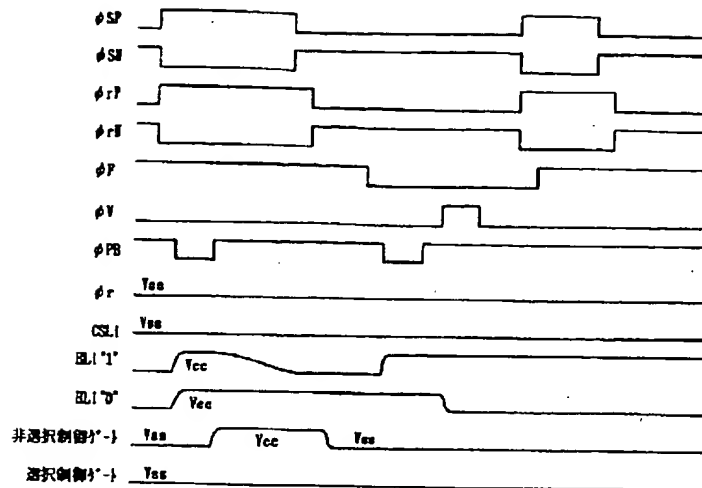 φSP
φSN
φrP
φrN
φF
φV
φPB
φr Vss
CSLi Vss
BLi "1" Vcc
BLi "0" Vcc
非選択制御ゲート Vss Vcc Vss
選択制御ゲート Vss